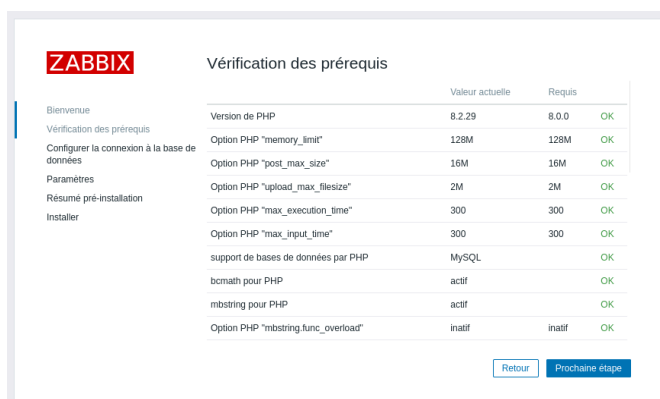 ZABBIX
Vérification des prérequis
Bienvenue
Vérification des prérequis
Configurer la connexion à la base de
données
Paramètres
Résumé pré-installation
Installer
Valeur actuelle Requis
Version de PHP 8.2.29 8.0.0 OK
Option PHP "memory_limit" 128M 128M OK
Option PHP "post_max_size" 16M 16M OK
Option PHP "upload_max_filesize" 2M 2M OK
Option PHP "max_execution_time" 300 300 OK
Option PHP "max_input_time" 300 300 OK
support de bases de données par PHP MySQL OK
bcmath pour PHP actif OK
mbstring pour PHP actif OK
Option PHP "mbstring.func_overload" inatif inatif OK
Retour Prochaine étape